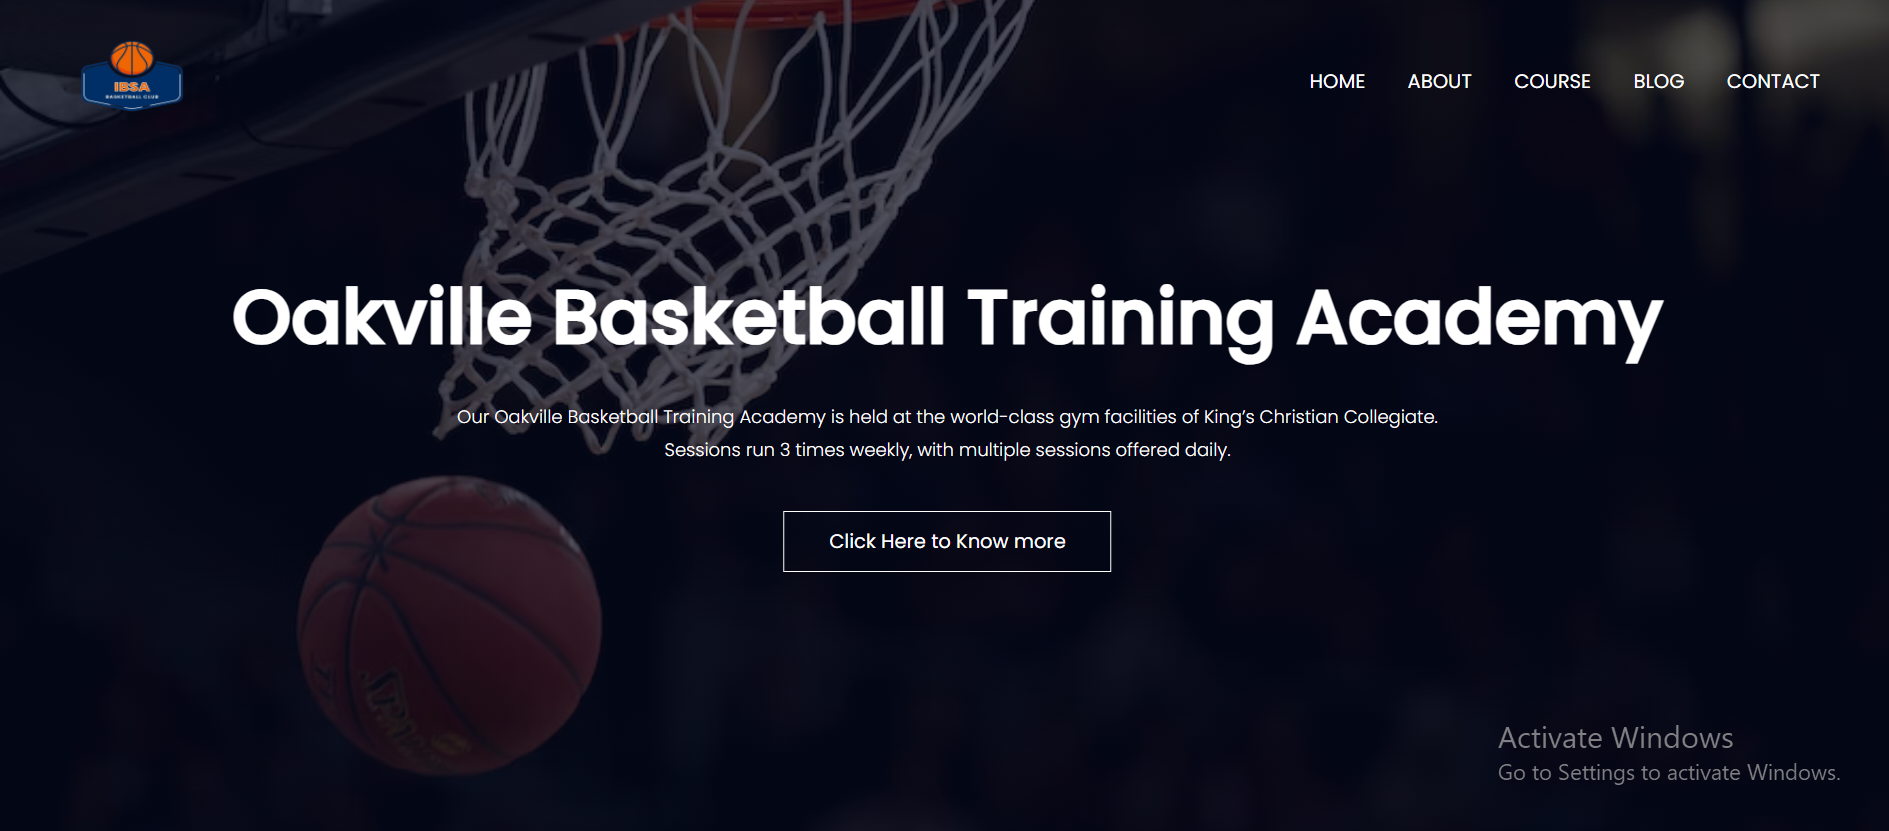 IBSA
BASKETBALL CLUB
HOME ABOUT COURSE BLOG CONTACT
Oakville Basketball Training Academy
Our Oakville Basketball Training Academy is held at the world-class gym facilities of King’s Christian Collegiate.
Sessions run 3 times weekly, with multiple sessions offered daily.
Click Here to Know more
Activate Windows
Go to Settings to activate Windows.